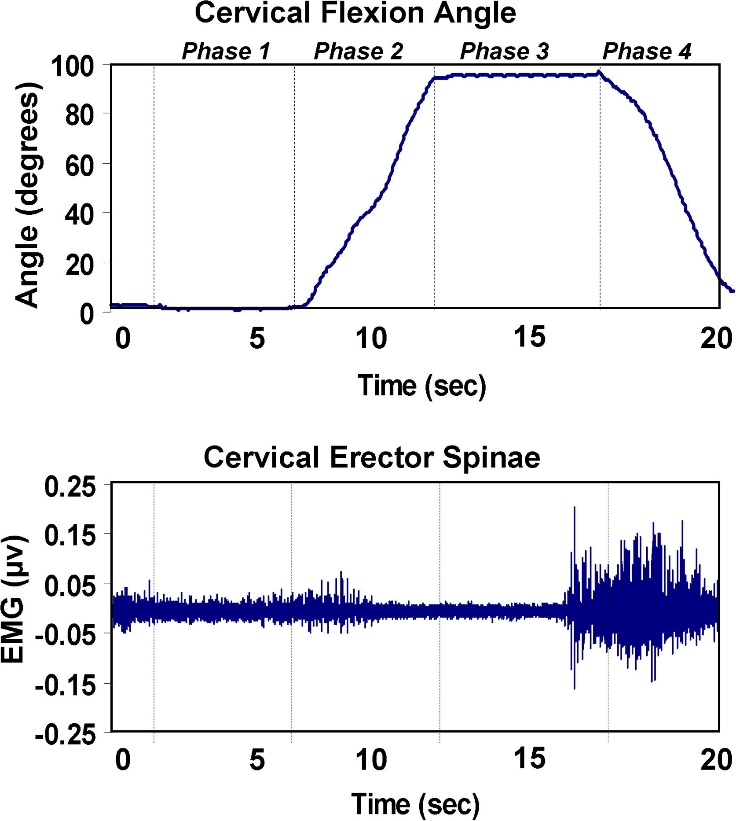 Cervical Flexion Angle
Phase 1 Phase 2 Phase 3 Phase 4
100
80
60
40
20
0
Angle (degrees)
0 5 10 15 20
Time (sec)
Cervical Erector Spinae
0.25
0.15
0.05
-0.05
-0.15
-0.25
EMG (μv)
0 5 10 15 20
Time (sec)